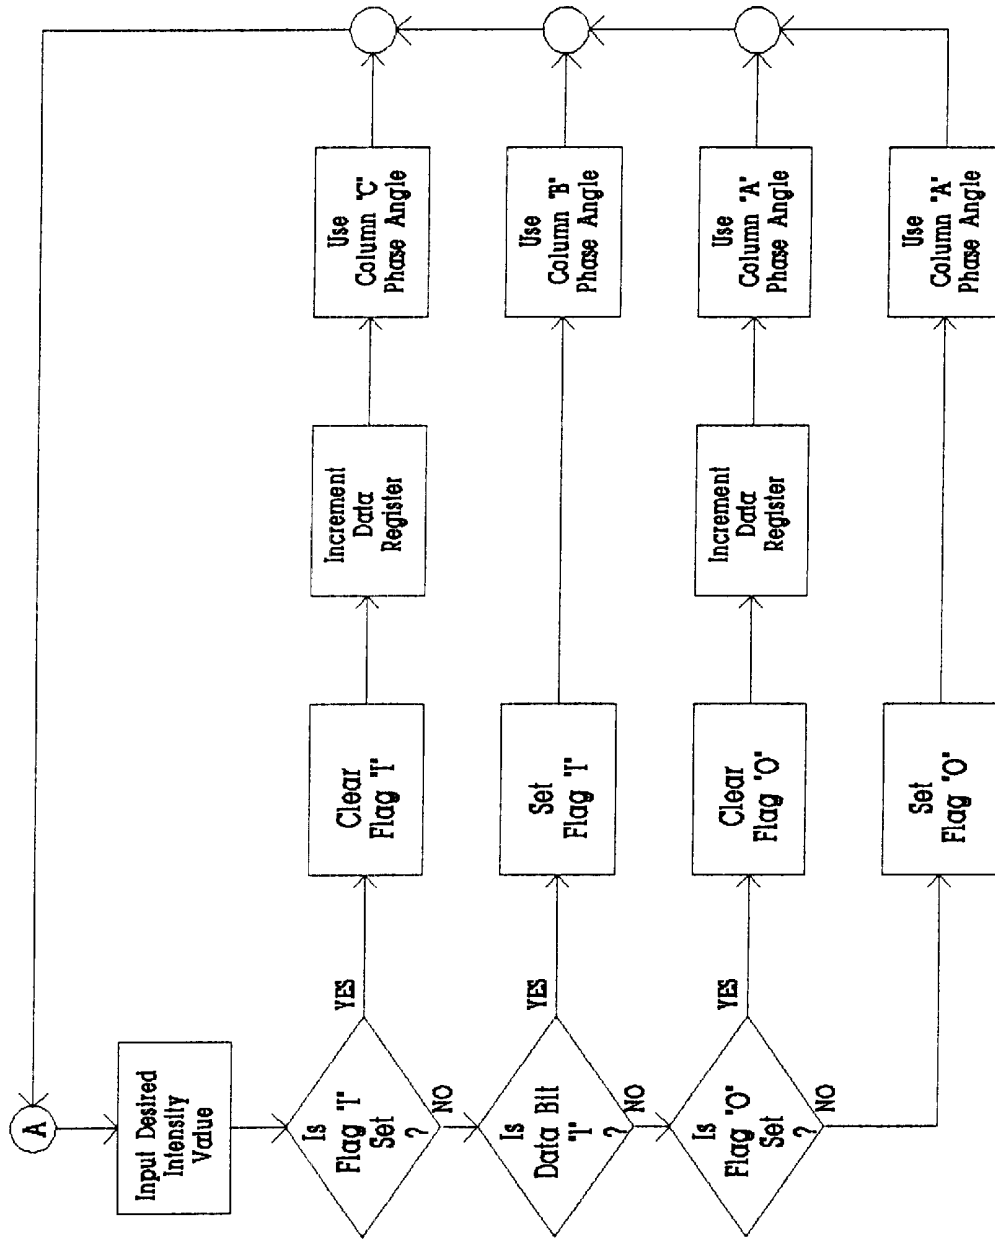 A
Input Desired
Intensity
Value
Is
Flag "I"
Set
?
YES
NO
Clear
Flag "I"
Increment
Data
Register
Use
Column "C"
Phase Angle
Is
Data Bit
"I"
?
YES
NO
Set
Flag "I"
Use
Column "B"
Phase Angle
Is
Flag "O"
Set
?
YES
NO
Clear
Flag "O"
Increment
Data
Register
Use
Column "A"
Phase Angle
Set
Flag "O"
Use
Column "A"
Phase Angle